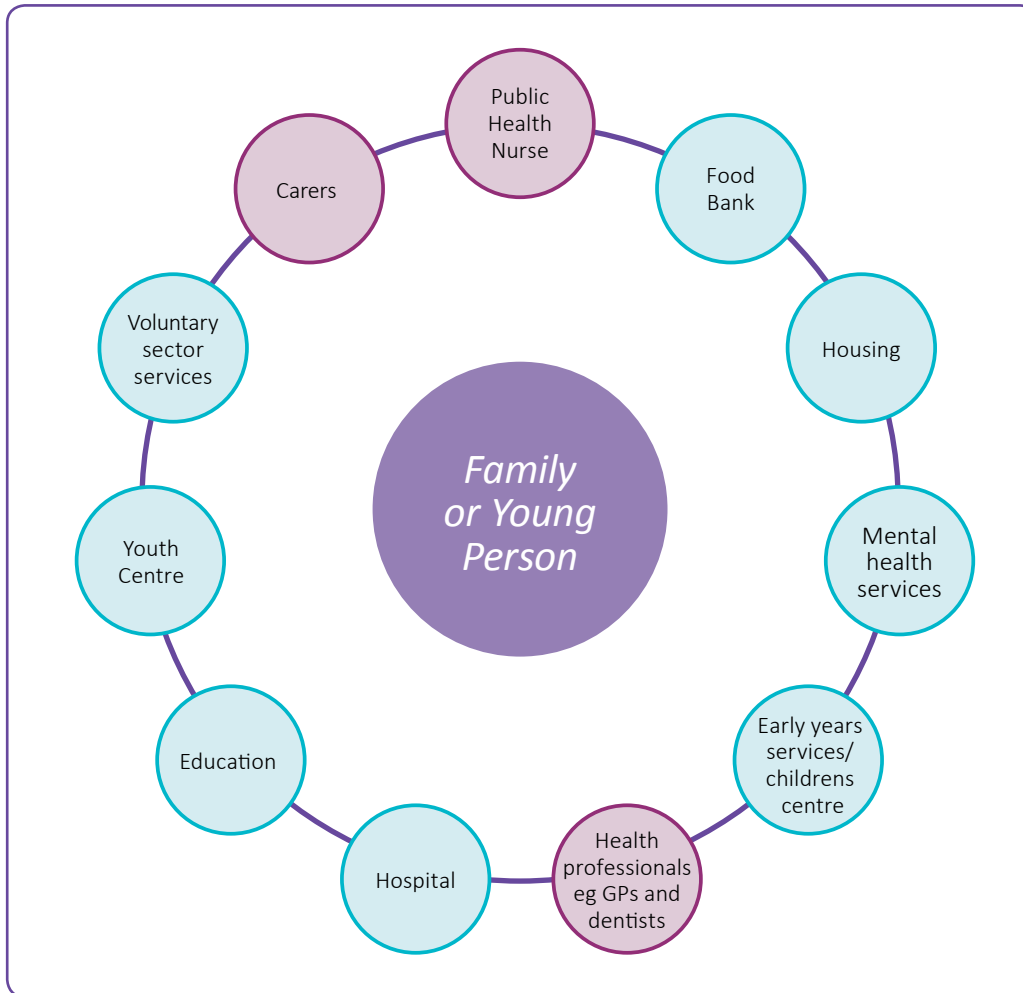 Public
Health
Nurse
Food
Bank
Housing
Mental
health
services
Early years
services/
childrens
centre
Health
professionals
eg GPs and
dentists
Hospital
Education
Youth
Centre
Voluntary
sector
services
Carers
Family
or Young
Person